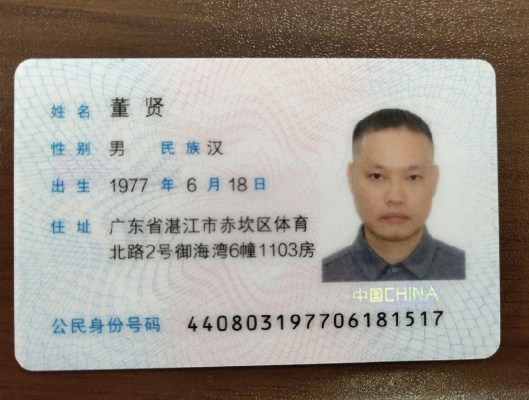 姓名 董贤
性别 男 民族 汉
出生 1977 年 6 月 18 日
住址 广东省湛江市赤坎区体育
北路2号御海湾6幢1103房
中国CHINA
公民身份号码 440803197706181517